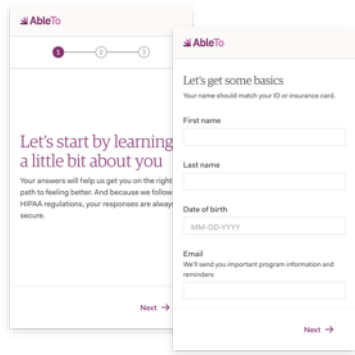 AbleTo
1
2
3
Let's start by learning
a little bit about you
Your answers will help us get you on the right
path to feeling better. And because we follow
HIPAA regulations, your responses are always
secure.
Next →
AbleTo
Let's get some basics
Your name should match your ID or insurance card.
First name
Last name
Date of birth
MM-DD-YYYY
Email
We'll send you important program information and
reminders
Next →